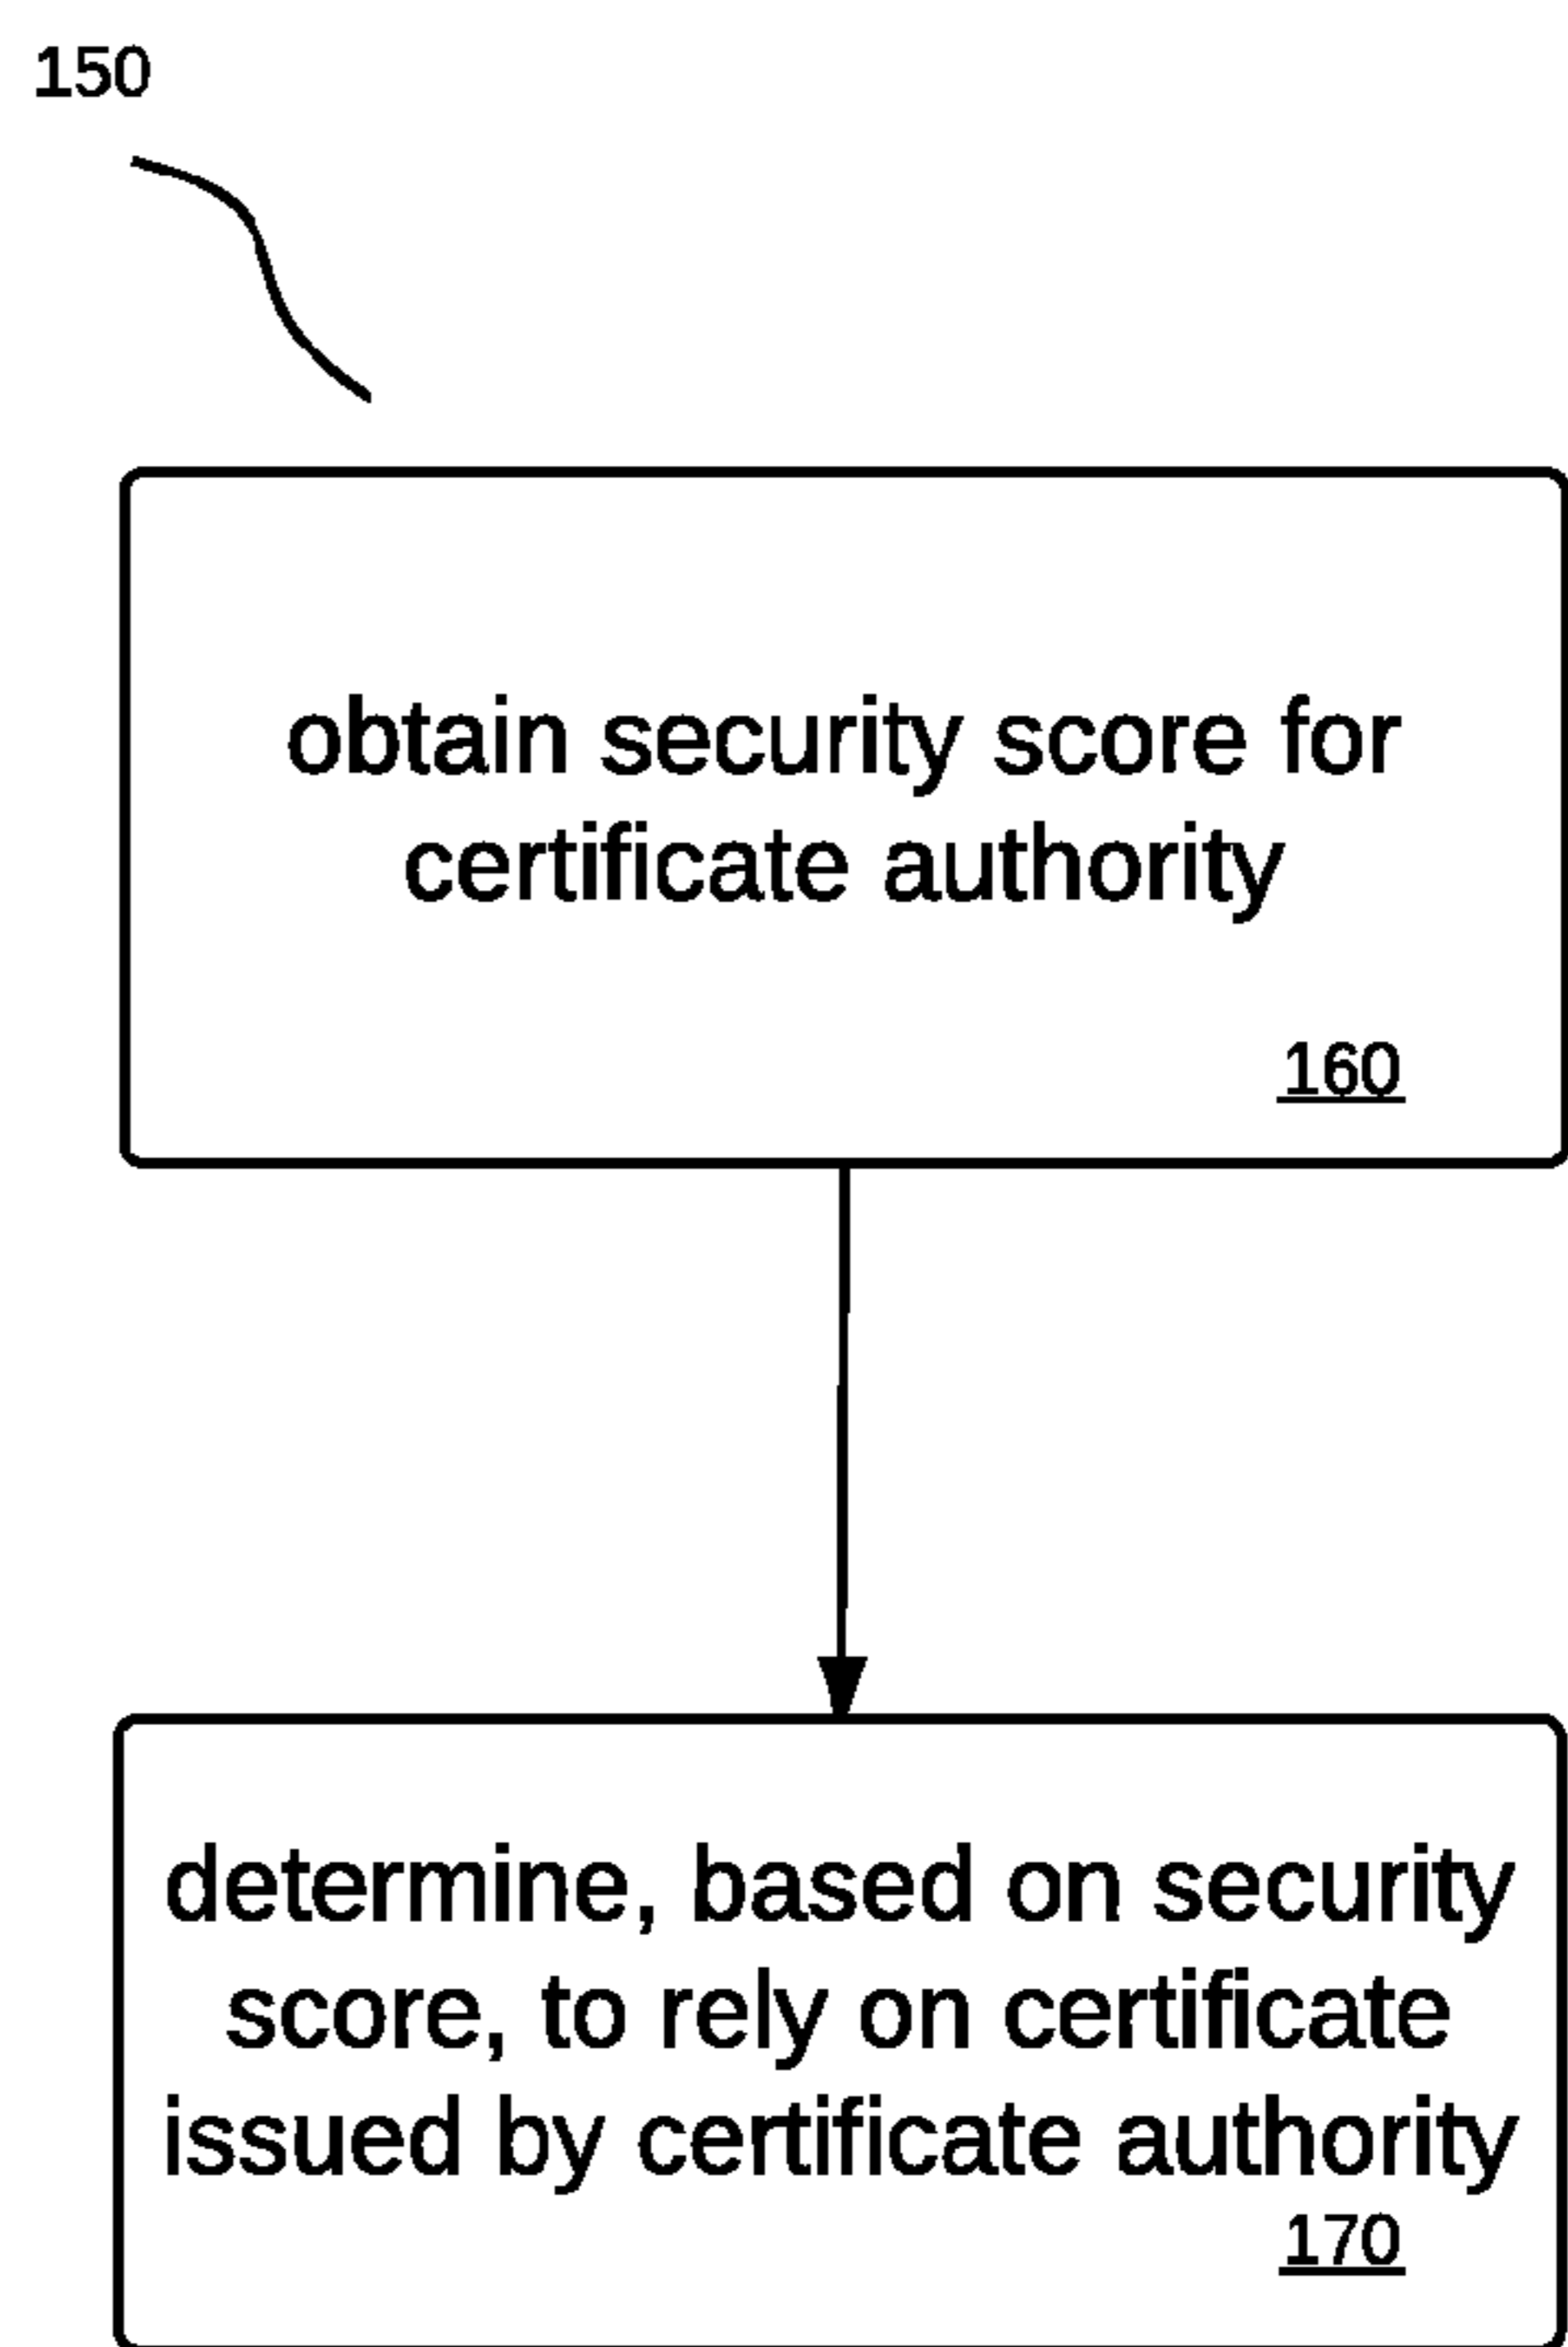 150
obtain security score for
certificate authority
160
determine, based on security
score, to rely on certificate
issued by certificate authority
170